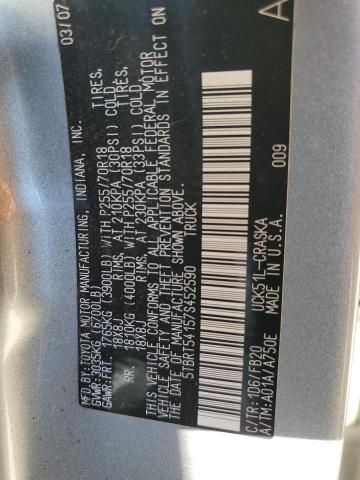 MFD. BY:TOYOTA MOTOR MANUFACTURING, INDIANA, INC. 03/07
GVWR:3035KG(6700LB)
GAWR:FRT. 1765KG (3900LB) WITH P255/70R18 TIRES,
18X8J RIMS, AT 210KPA (30PSI) COLD
RR. 1820KG (4000LB) WITH P255/70R18 TIRES,
18X8J RIMS, AT 230KPA (33PSI) COLD
THIS VEHICLE CONFORMS TO ALL APPLICABLE FEDERAL MOTOR
VEHICLE SAFETY AND THEFT PREVENTION STANDARDS IN EFFECT ON
THE DATE OF MANUFACTURE SHOWN ABOVE.
5TBRT54157S452590 TRUCK
009
C/TR:1D6/FB20 UCK51L-CRASKA A
A/TM:A01A/AP750E MADE IN U.S.A.